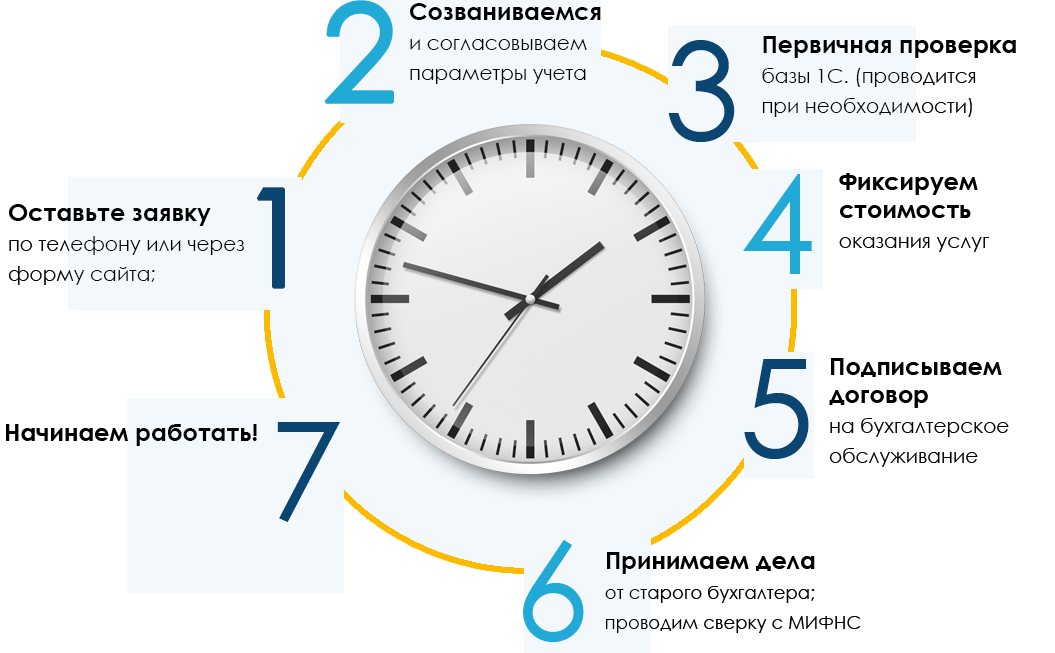 1
Оставьте заявку
по телефону или через
форму сайта;
2
Созваниваемся
и согласовываем
параметры учета
3
Первичная проверка
базы 1С. (проводится
при необходимости)
4
Фиксируем
стоимость
оказания услуг
5
Подписываем
договор
на бухгалтерское
обслуживание
6
Принимаем дела
от старого бухгалтера;
проводим сверку с МИФНС
7
Начинаем работать!